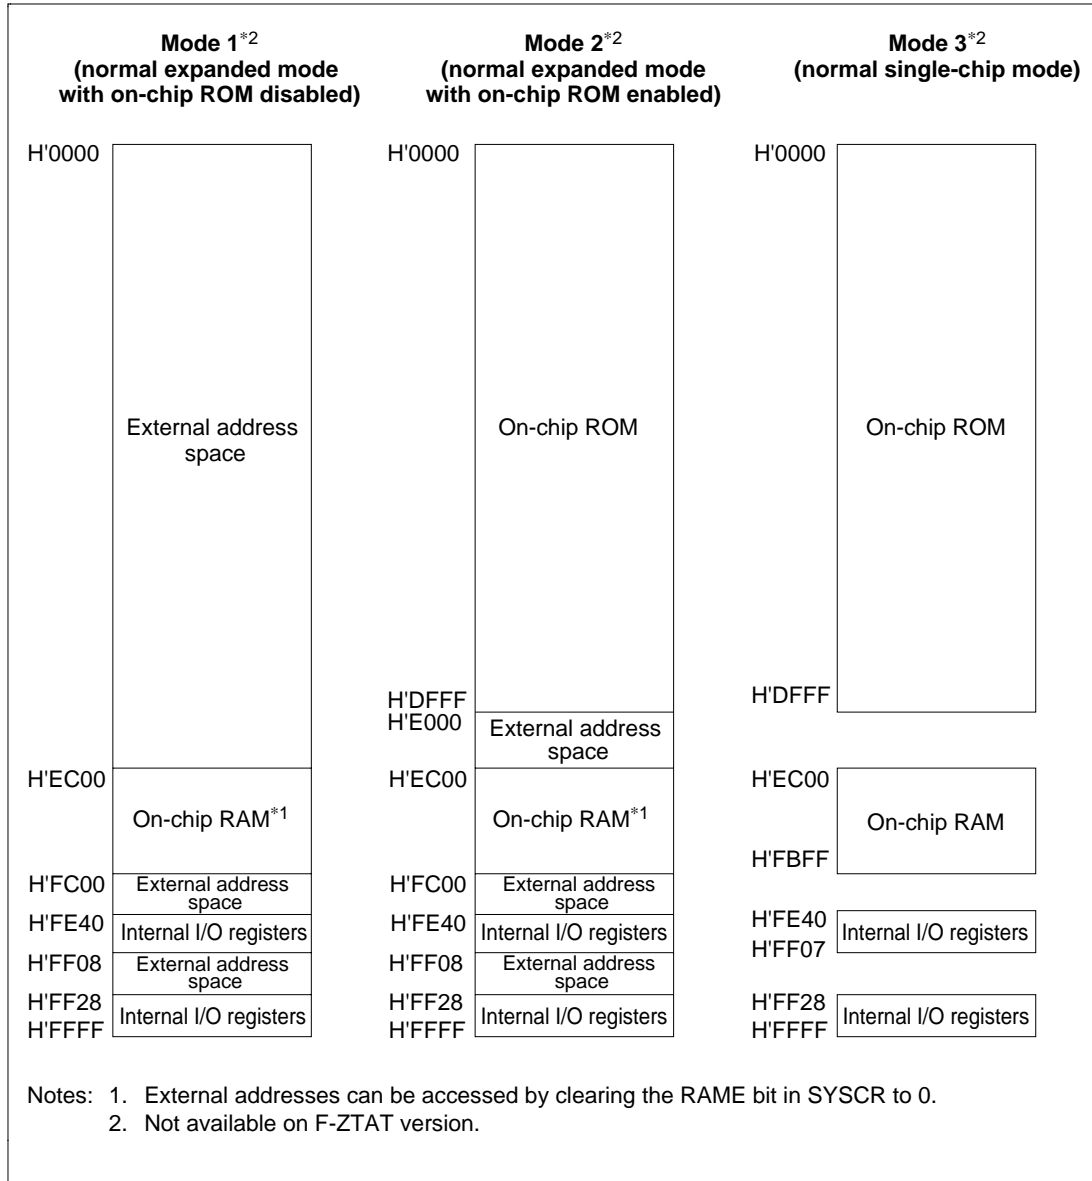 Mode 1*2
(normal expanded mode
with on-chip ROM disabled)
H'0000
External address
space
H'EC00
On-chip RAM*1
H'FC00
External address
space
H'FE40
Internal I/O registers
H'FF08
External address
space
H'FF28
Internal I/O registers
H'FFFF
Mode 2*2
(normal expanded mode
with on-chip ROM enabled)
H'0000
On-chip ROM
H'DFFF
H'E000
External address
space
H'EC00
On-chip RAM*1
H'FC00
External address
space
H'FE40
Internal I/O registers
H'FF08
External address
space
H'FF28
Internal I/O registers
H'FFFF
Mode 3*2
(normal single-chip mode)
H'0000
On-chip ROM
H'DFFF
H'EC00
On-chip RAM
H'FBFF
H'FE40
Internal I/O registers
H'FF07
H'FF28
Internal I/O registers
H'FFFF
Notes: 1. External addresses can be accessed by clearing the RAME bit in SYSCR to 0.
2. Not available on F-ZTAT version.